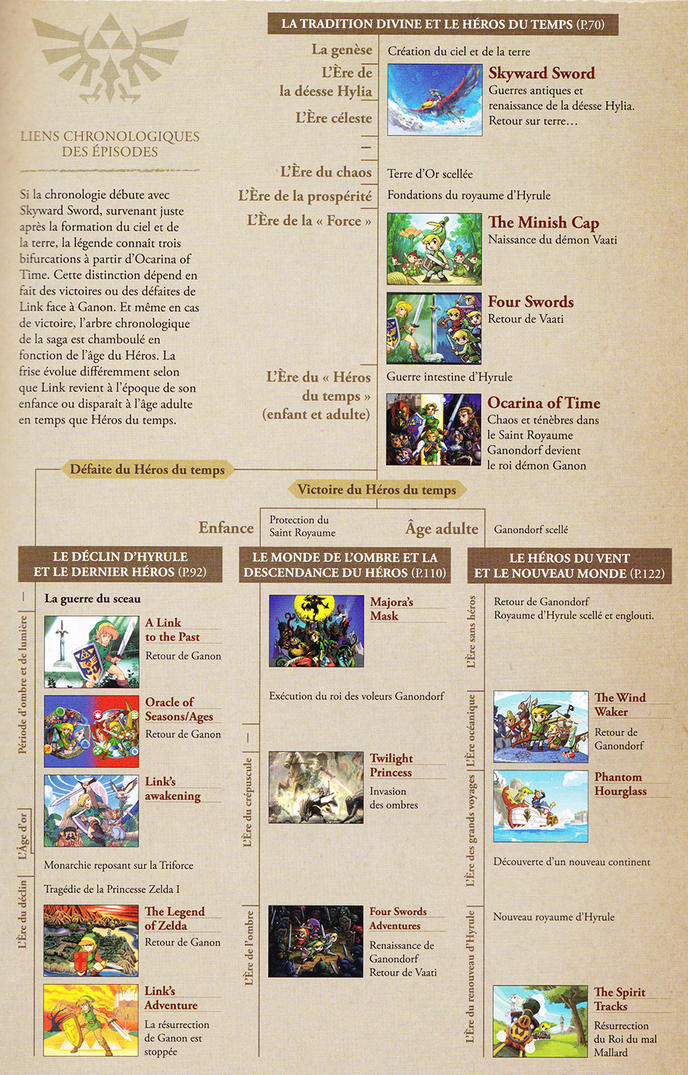 LIENS CHRONOLOGIQUES
DES ÉPISODES
Si la chronologie débute avec
Skyward Sword, survenant juste
après la formation du ciel et de
la terre, la légende connaît trois
bifurcations à partir d'Ocarina of
Time. Cette distinction dépend en
fait des victoires ou des défaites de
Link face à Ganon. Et même en cas
de victoire, l'arbre chronologique
de la saga est chamboulé en
fonction de l'âge du Héros. La
frise évolue différemment selon
que Link revient à l'époque de son
enfance ou disparaît à l'âge adulte
en temps que Héros du temps.
LA TRADITION DIVINE ET LE HÉROS DU TEMPS (P.70)
La genèse
Création du ciel et de la terre
L'Ère de
la déesse Hylia
L'Ère céleste
Skyward Sword
Guerres antiques et
renaissance de la déesse Hylia.
Retour sur terre…
–
L'Ère du chaos
Terre d'Or scellée
L'Ère de la prospérité
Fondations du royaume d'Hyrule
L'Ère de la « Force »
The Minish Cap
Naissance du démon Vaati
Four Swords
Retour de Vaati
L'Ère du « Héros
du temps »
(enfant et adulte)
Guerre intestine d'Hyrule
Ocarina of Time
Chaos et ténèbres dans
le Saint Royaume
Ganondorf devient
le roi démon Ganon
Défaite du Héros du temps
Victoire du Héros du temps
Enfance
Protection du
Saint Royaume
Âge adulte
Ganondorf scellé
LE DÉCLIN D'HYRULE
ET LE DERNIER HÉROS (P.92)
–
La guerre du sceau
Période d'ombre et de lumière
A Link
to the Past
Retour de Ganon
Oracle of
Seasons/Ages
Retour de Ganon
Link's
awakening
L'Âge d'or
Monarchie reposant sur la Triforce
L'Ère du déclin
Tragédie de la Princesse Zelda I
The Legend
of Zelda
Retour de Ganon
Link's
Adventure
La résurrection
de Ganon est
stoppée
LE MONDE DE L'OMBRE ET LA
DESCENDANCE DU HÉROS (P.110)
Majora's
Mask
Exécution du roi des voleurs Ganondorf
–
L'Ère du crépuscule
Twilight
Princess
Invasion
des ombres
L'Ère de l'ombre
Four Swords
Adventures
Renaissance de
Ganondorf
Retour de Vaati
LE HÉROS DU VENT
ET LE NOUVEAU MONDE (P.122)
L'Ère sans héros
Retour de Ganondorf
Royaume d'Hyrule scellé et englouti.
L'Ère océanique
The Wind
Waker
Retour de
Ganondorf
L'Ère des grands voyages
Phantom
Hourglass
Découverte d'un nouveau continent
L'Ère du renouveau d'Hyrule
Nouveau royaume d'Hyrule
The Spirit
Tracks
Résurrection
du Roi du mal
Mallard